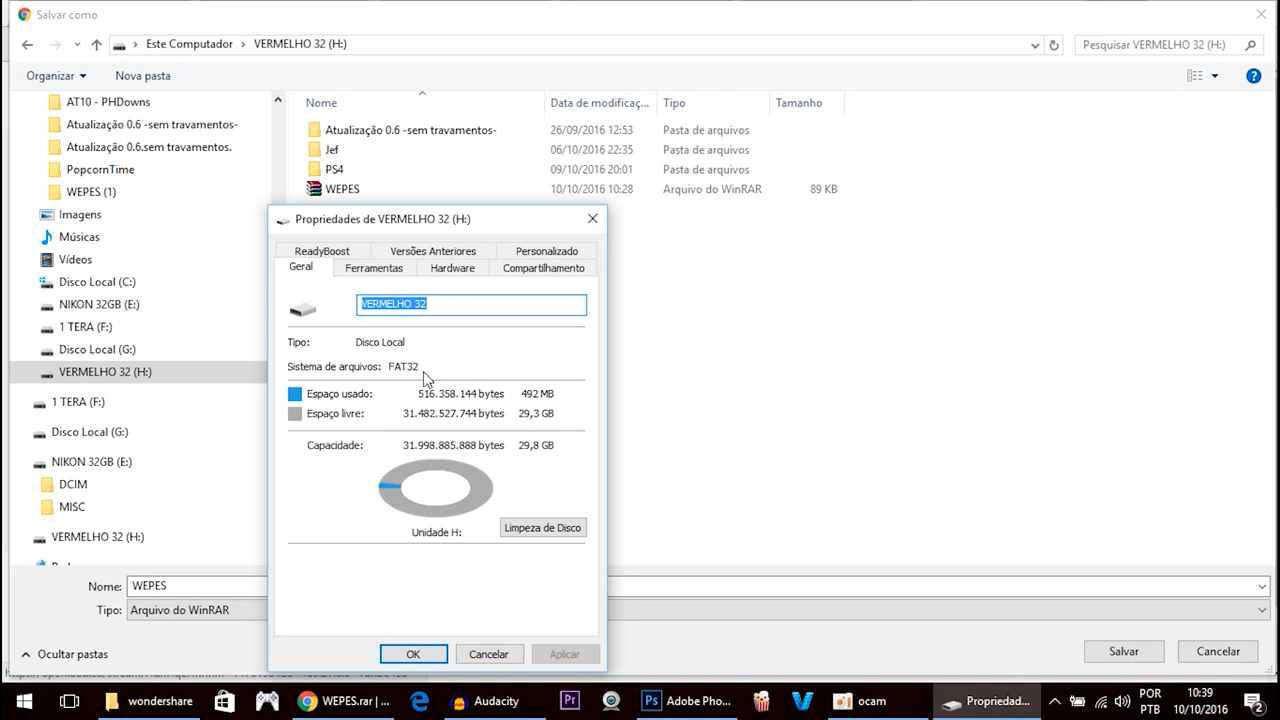 Salvar como
Este Computador > VERMELHO 32 (H:)
Pesquisar VERMELHO 32 (H:)
Organizar
Nova pasta
AT10 - PHDowns
Atualização 0.6 -sem travamentos-
Atualização 0.6.sem travamentos.
PopcornTime
WEPES (1)
Imagens
Músicas
Vídeos
Disco Local (C:)
NIKON 32GB (E:)
1 TERA (F:)
Disco Local (G:)
VERMELHO 32 (H:)
1 TERA (F:)
Disco Local (G:)
NIKON 32GB (E:)
DCIM
MISC
VERMELHO 32 (H:)
Nome
Data de modificaç...
Tipo
Tamanho
Atualização 0.6 -sem travamentos-
26/09/2016 12:53
Pasta de arquivos
Jef
06/10/2016 22:35
Pasta de arquivos
PS4
09/10/2016 20:01
Pasta de arquivos
WEPES
10/10/2016 10:28
Arquivo do WinRAR
89 KB
Propriedades de VERMELHO 32 (H:)
ReadyBoost
Versões Anteriores
Personalizado
Geral
Ferramentas
Hardware
Compartilhamento
VERMELHO 32
Tipo:
Disco Local
Sistema de arquivos: FAT32
Espaço usado: 516.358.144 bytes 492 MB
Espaço livre: 31.482.527.744 bytes 29,3 GB
Capacidade: 31.998.885.888 bytes 29,8 GB
Unidade H:
Limpeza de Disco
OK
Cancelar
Aplicar
Nome: WEPES
Tipo: Arquivo do WinRAR
Ocultar pastas
Salvar
Cancelar
wondershare
WEPES.rar | ...
Audacity
Adobe Pho...
ocam
Propriedad...
POR
PTB
10:39
10/10/2016
2